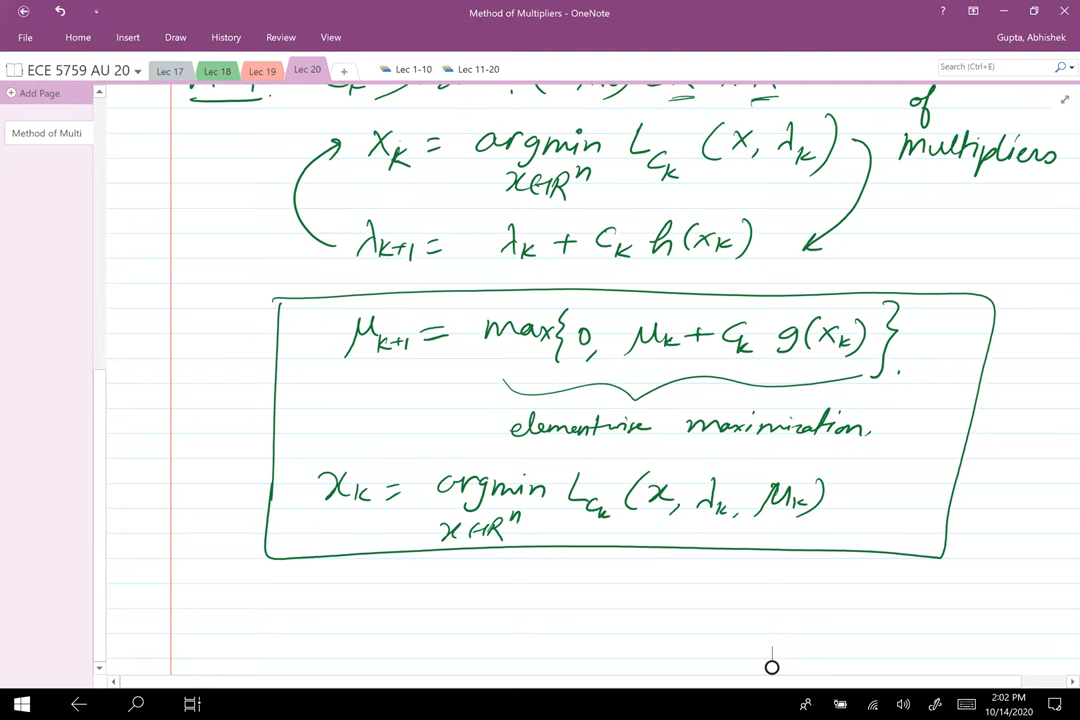 Method of Multipliers - OneNote
?
File
Home
Insert
Draw
History
Review
View
Gupta, Abhishek
ECE 5759 AU 20
Lec 17
Lec 18
Lec 19
Lec 20
+
Lec 1-10
Lec 11-20
Search (Ctrl+E)
Add Page
Method of Multi
of
multipliers
x_k = argmin L_{c_k} (x, λ_k)
x∈ℝ^n
λ_{k+1} = λ_k + c_k h(x_k)
μ_{k+1} = max{0, μ_k + c_k g(x_k)}.
elementwise maximization,
x_k = argmin L_{c_k} (x, λ_k, μ_k)
x∈ℝ^n
2:02 PM
10/14/2020